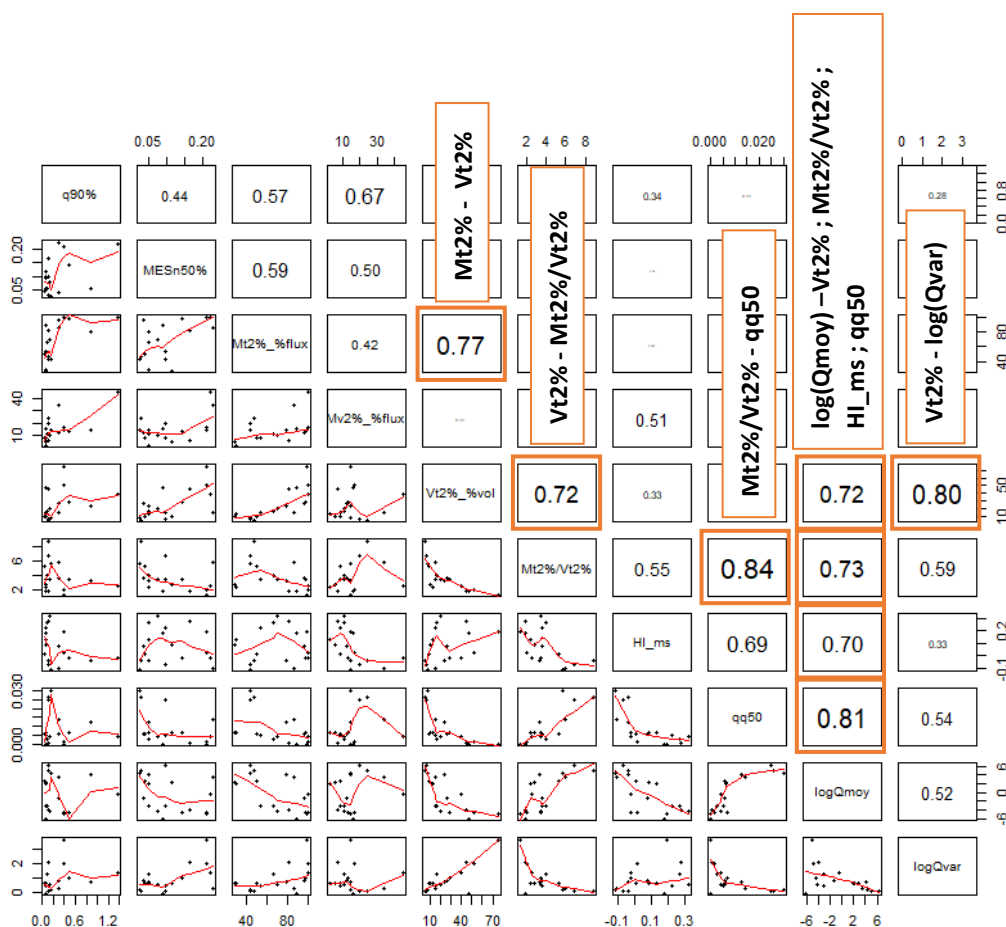 0.05 0.20
10 30
2 4 6 8
0.000 0.020
0 1 2 3
Mt2% - Vt2%
Vt2% - Mt2%/Vt2%
Mt2%/Vt2% - qq50
log(Qmoy) –Vt2% ; Mt2%/Vt2% ;
HI_ms ; qq50
Vt2% - log(Qvar)
q90% 0.44 0.57 0.67 0.34 0.28 0.0 0.8
0.05 0.20 MESn50% 0.59 0.50
Mt2%_%flux 0.42 0.77 40 80
10 40 Mv2%_%flux 0.51
Vt2%_%vol 0.72 0.33 0.72 0.80 10 50
2 6 Mt2%/Vt2% 0.55 0.84 0.73 0.59
HI_ms 0.69 0.70 0.33 -0.1 0.2
0.000 0.030 qq50 0.81 0.54
logQmoy 0.52 -6 0 6
0 2 logQvar
0.0 0.6 1.2 40 80 10 40 70 -0.1 0.1 0.3 -6 -2 2 6